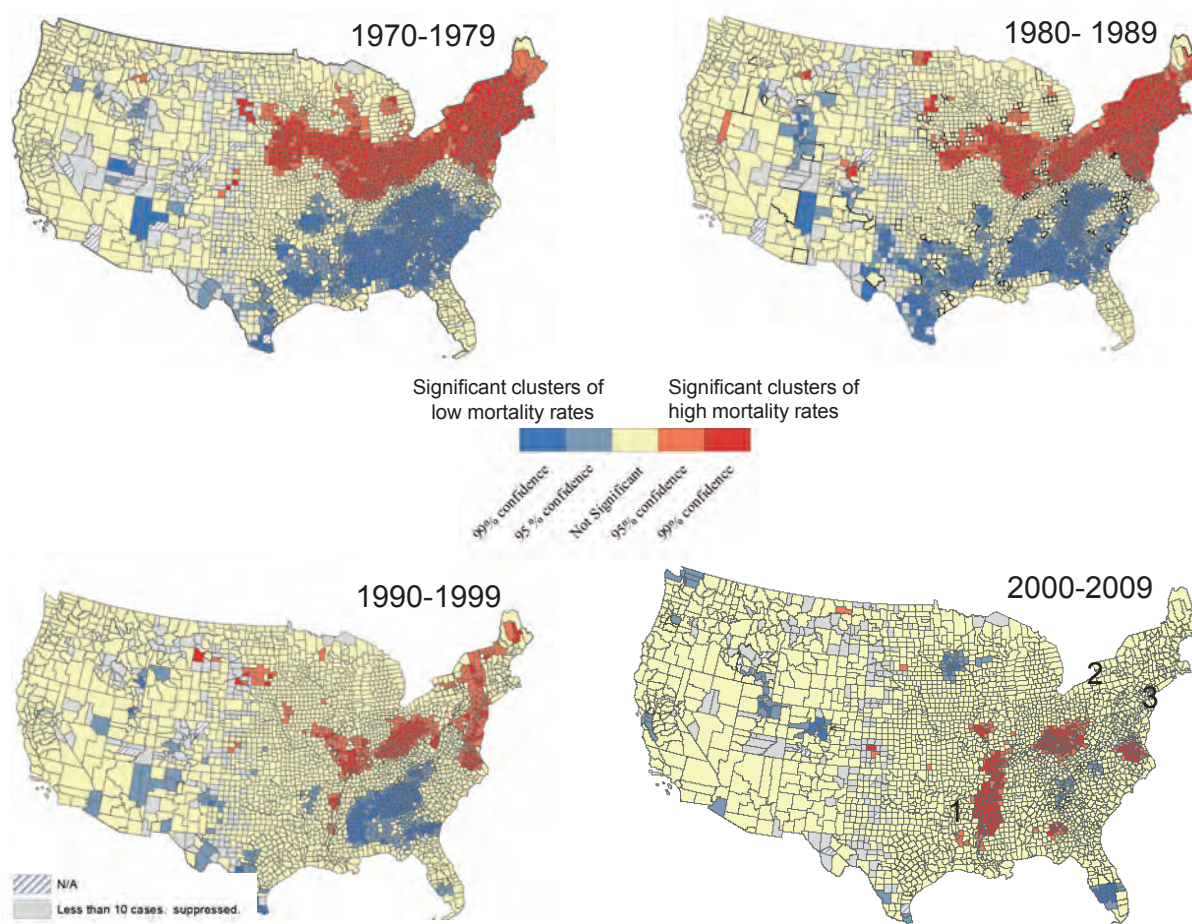 1970-1979
1980- 1989
Significant clusters of
low mortality rates
Significant clusters of
high mortality rates
99% confidence
95 % confidence
Not Significant
95% confidence
99% confidence
1990-1999
2000-2009
2
3
1
N/A
Less than 10 cases. suppressed.